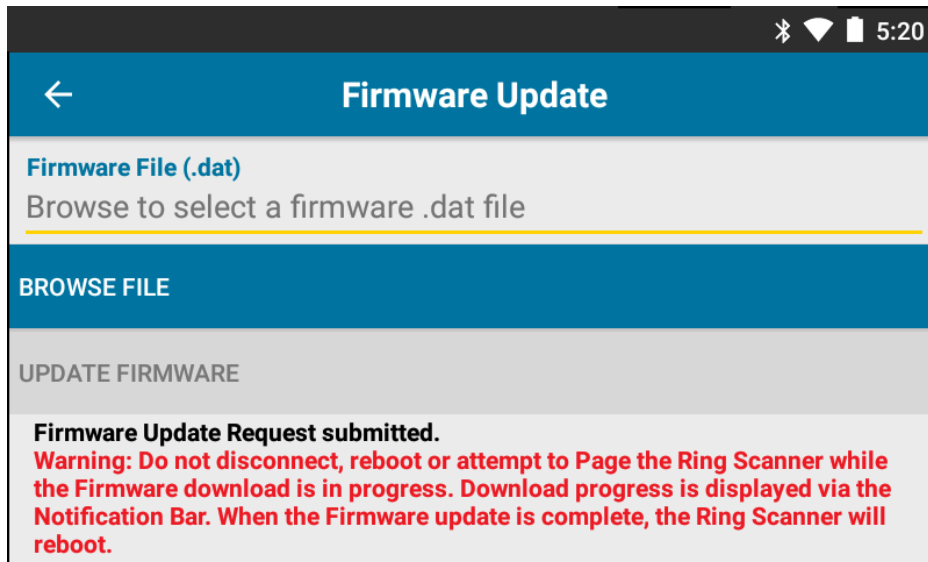 5:20
Firmware Update
Firmware File (.dat)
Browse to select a firmware .dat file
BROWSE FILE
UPDATE FIRMWARE
Firmware Update Request submitted.
Warning: Do not disconnect, reboot or attempt to Page the Ring Scanner while
the Firmware download is in progress. Download progress is displayed via the
Notification Bar. When the Firmware update is complete, the Ring Scanner will
reboot.